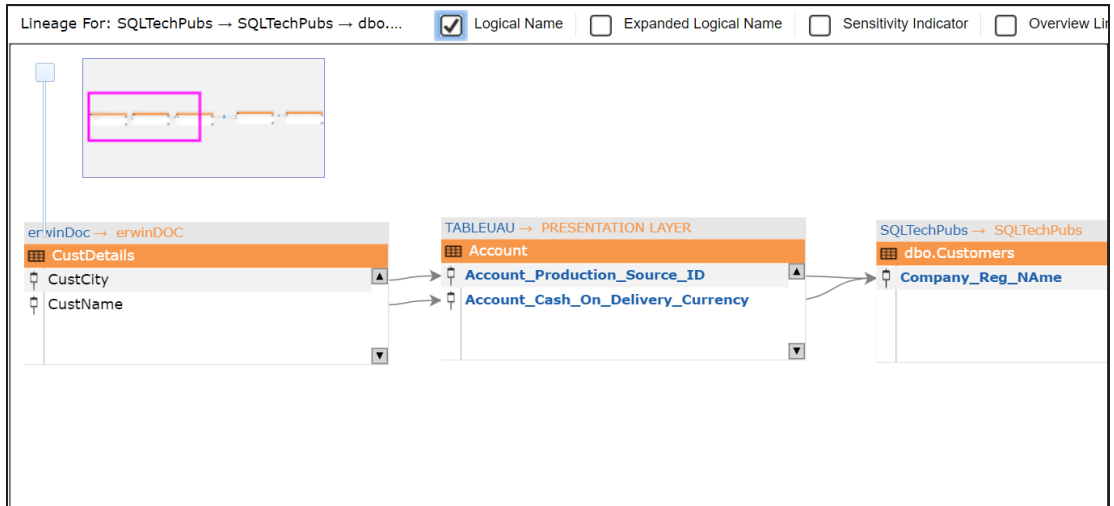 Lineage For: SQLTechPubs → SQLTechPubs → dbo.... Logical Name Expanded Logical Name Sensitivity Indicator Overview Lin
erwinDoc → erwinDOC
CustDetails
CustCity
CustName
TABLEUAU → PRESENTATION LAYER
Account
Account_Production_Source_ID
Account_Cash_On_Delivery_Currency
SQLTechPubs → SQLTechPubs
dbo.Customers
Company_Reg_NAme